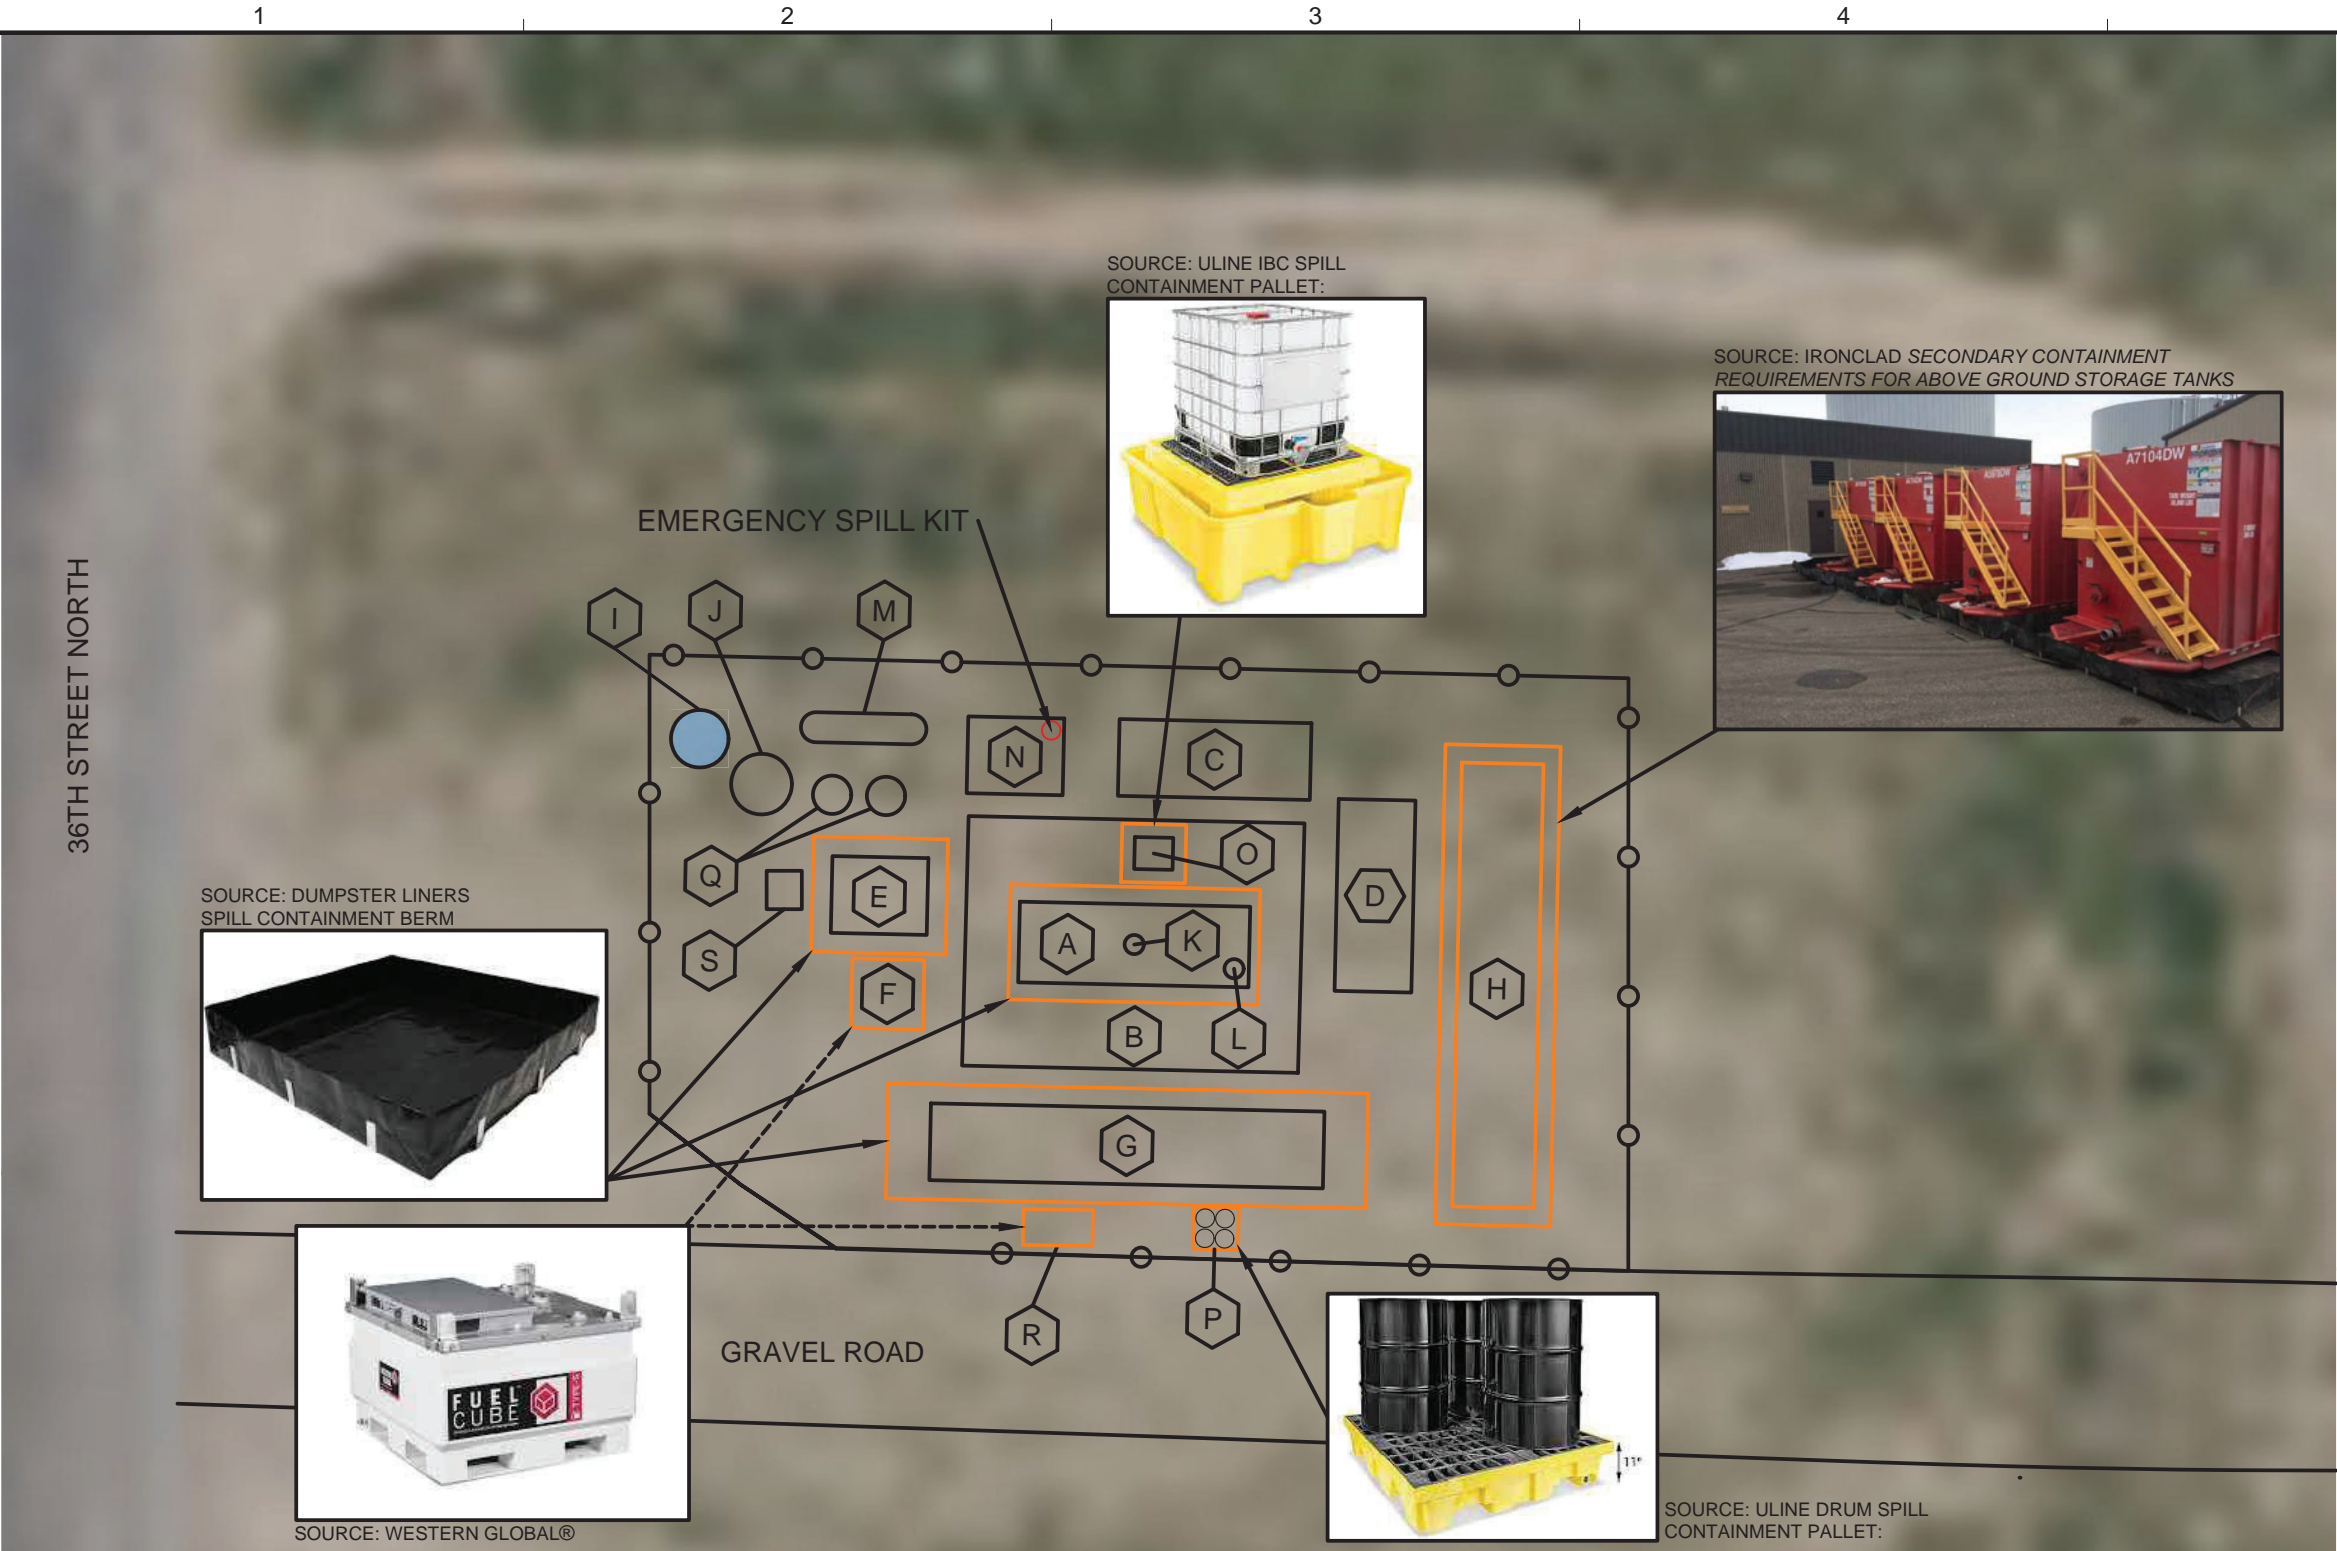 1 2 3 4
SOURCE: ULINE IBC SPILL
CONTAINMENT PALLET:
SOURCE: IRONCLAD SECONDARY CONTAINMENT
REQUIREMENTS FOR ABOVE GROUND STORAGE TANKS
A7104DW
EMERGENCY SPILL KIT
36TH STREET NORTH
I
J
M
N
C
Q
E
O
D
S
A
K
F
H
B
L
G
SOURCE: DUMPSTER LINERS
SPILL CONTAINMENT BERM
R
P
GRAVEL ROAD
FUEL
CUBE
SOURCE: WESTERN GLOBAL®
11"
SOURCE: ULINE DRUM SPILL
CONTAINMENT PALLET: